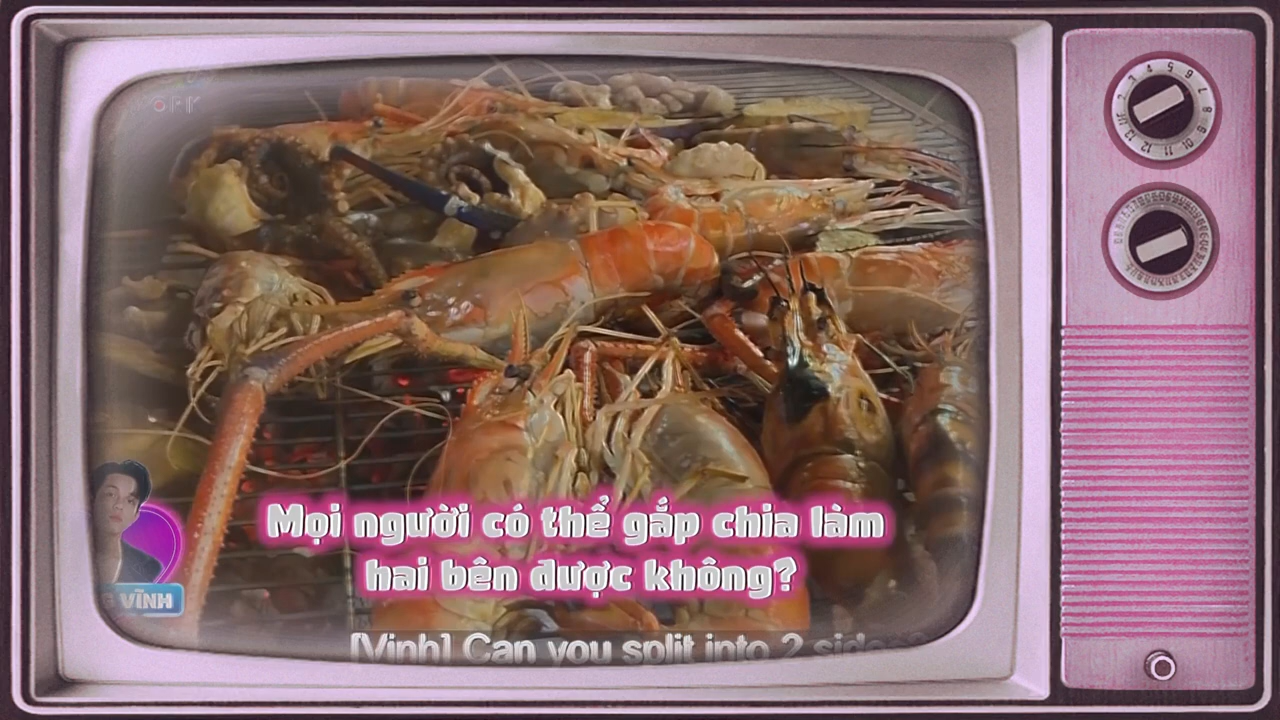 Mọi người có thể gắp chia làm
hai bên được không?
VĨNH
[Vinh] Can you split into 2